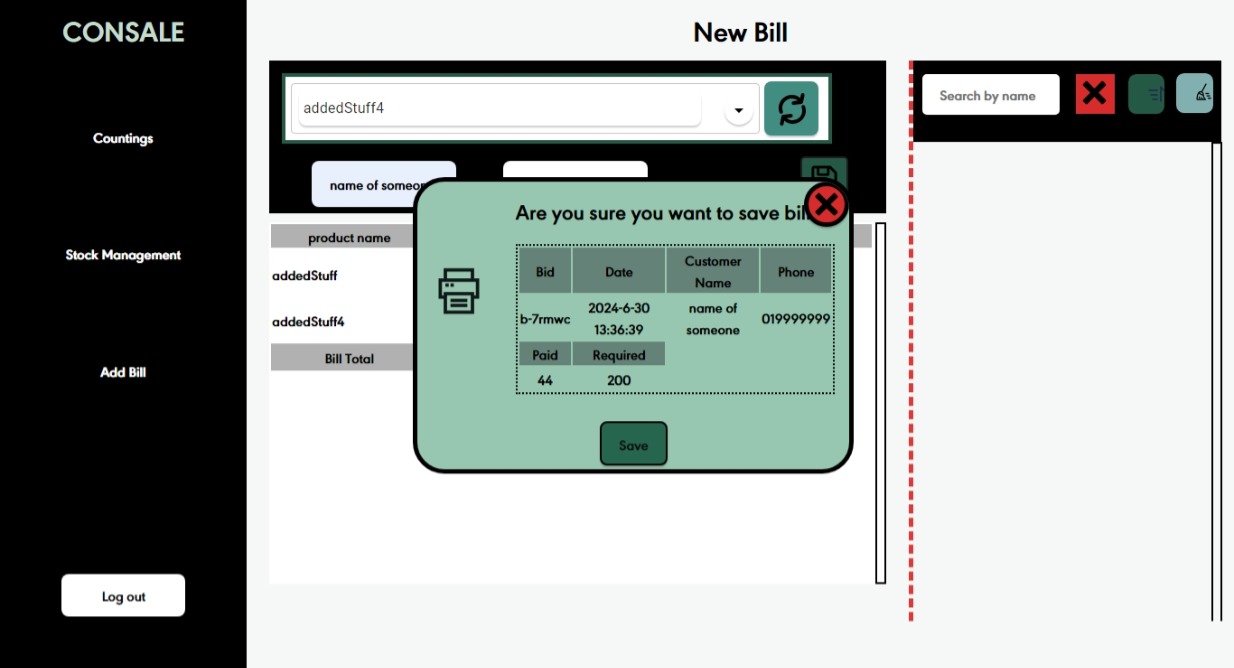 CONSALE
Countings
Stock Management
Add Bill
Log out
New Bill
addedStuff4
name of someon
product name
addedStuff
addedStuff4
Bill Total
Are you sure you want to save bil
Bid Date Customer Name Phone
b-7rmwc 2024-6-30 13:36:39 name of someone 019999999
Paid Required
44 200
Save
Search by name